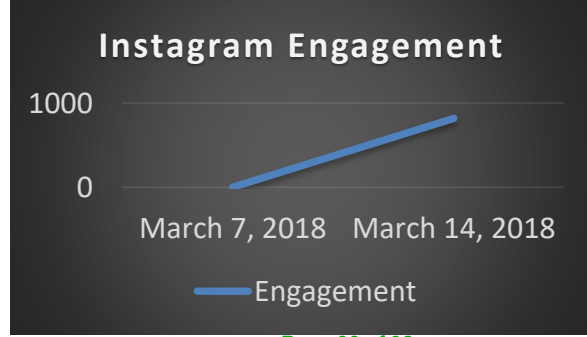 Instagram Engagement
1000
0
March 7, 2018 March 14, 2018
Engagement